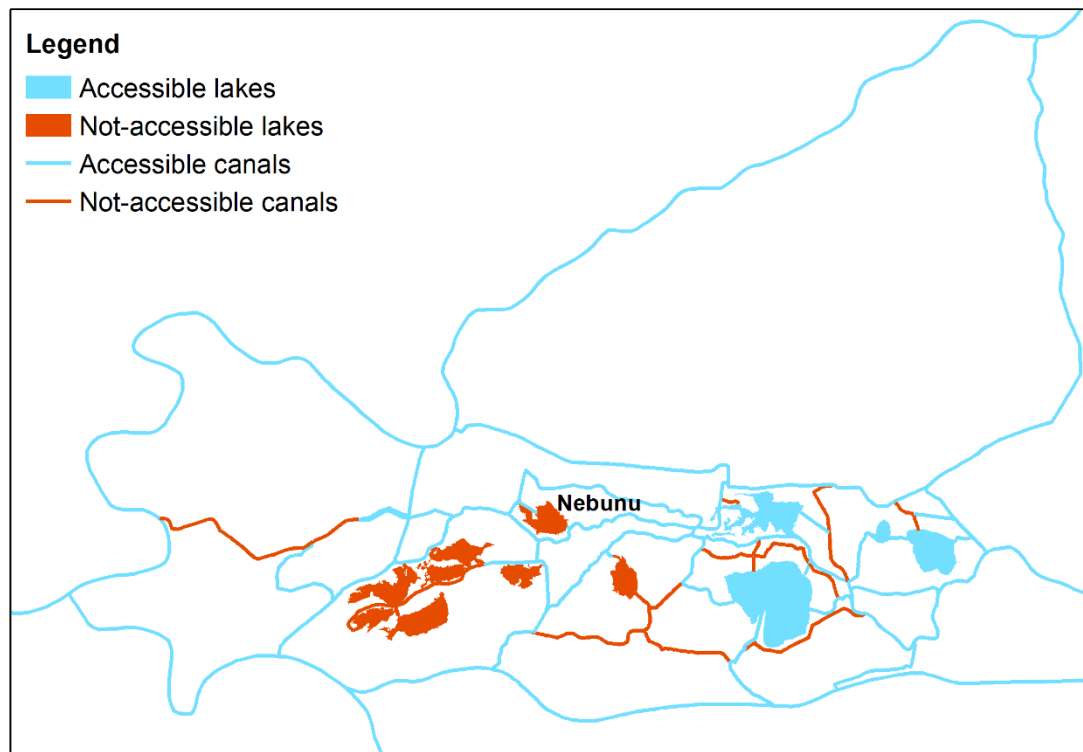 Legend
Accessible lakes
Not-accessible lakes
Accessible canals
Not-accessible canals
Nebunu